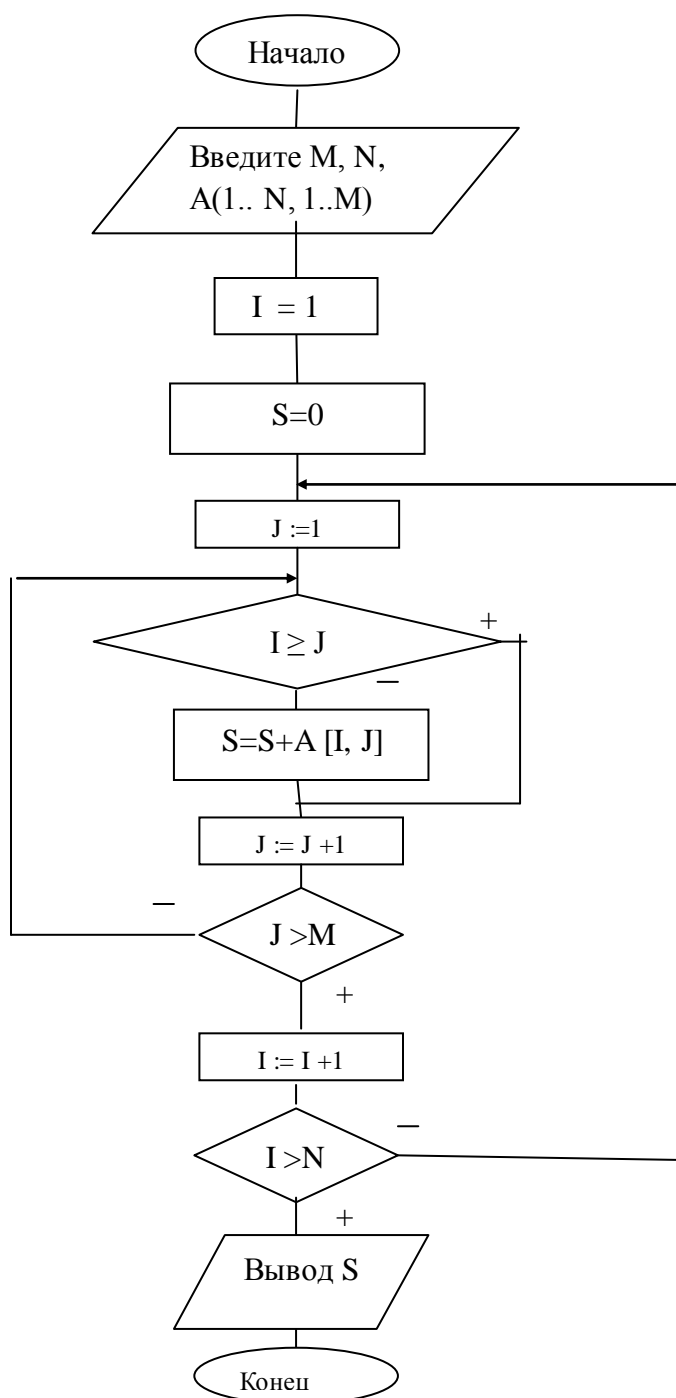 Начало
Введите M, N,
A(1.. N, 1..M)
I = 1
S=0
J :=1
+
I ≥ J
–
S=S+A [I, J]
J := J +1
–
J >M
+
I := I +1
–
I >N
+
Вывод S
Конец